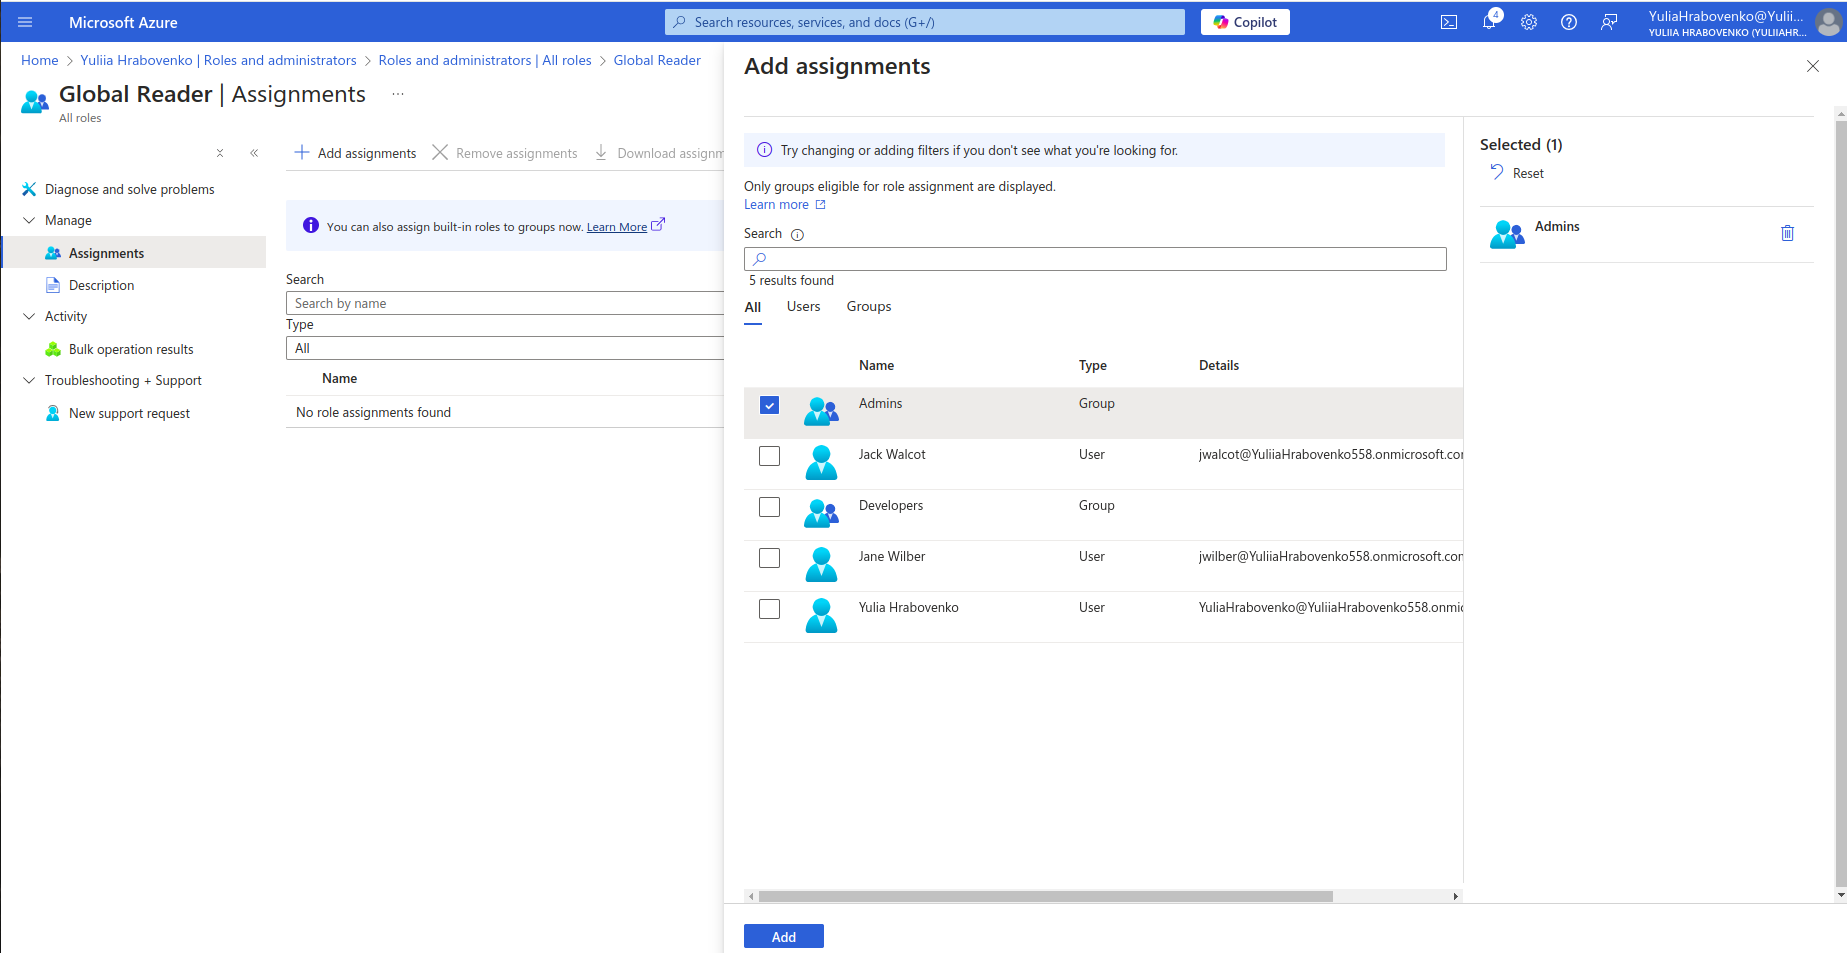 Microsoft Azure
Search resources, services, and docs (G+/)
Copilot
4
YuliaHrabovenko@Yulii...
YULIIA HRABOVENKO (YULIIAHR...
Home > Yuliia Hrabovenko | Roles and administrators > Roles and administrators | All roles > Global Reader
Global Reader | Assignments ...
All roles
Diagnose and solve problems
Manage
Assignments
Description
Activity
Bulk operation results
Troubleshooting + Support
New support request
Add assignments Remove assignments Download assignm
You can also assign built-in roles to groups now. Learn More
Search
Search by name
Type
All
Name
No role assignments found
Add assignments
Try changing or adding filters if you don't see what you're looking for.
Only groups eligible for role assignment are displayed.
Learn more
Search
5 results found
All Users Groups
Name Type Details
Admins Group
Jack Walcot User jwalcot@YuliiaHrabovenko558.onmicrosoft.co
Developers Group
Jane Wilber User jwilber@YuliiaHrabovenko558.onmicrosoft.co
Yulia Hrabovenko User YuliaHrabovenko@YuliiaHrabovenko558.onmic
Add
Selected (1)
Reset
Admins